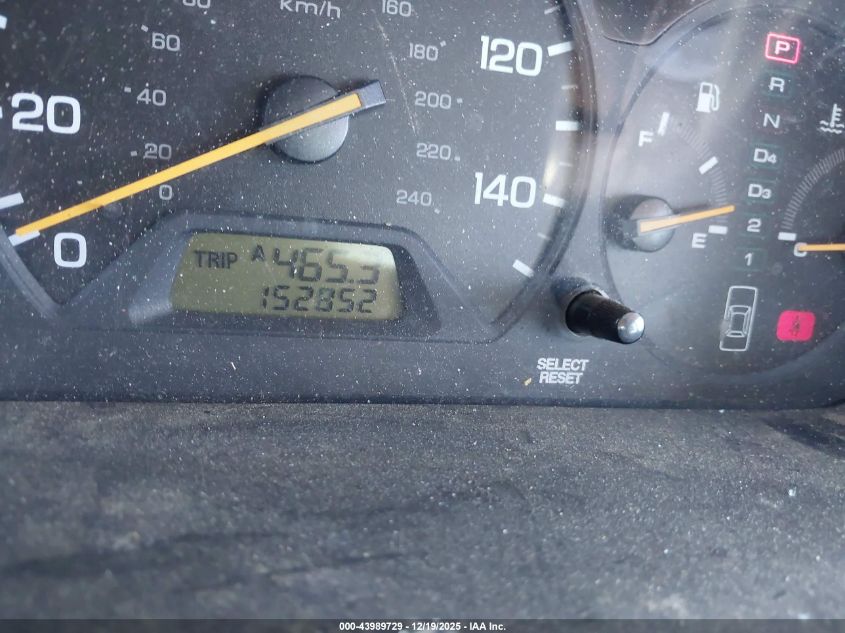 80 km/h 160
60 180 120
40 200
20 20 220
0 240 140
0
TRIP A 465.3
152852
SELECT
RESET
F
E
C
P
R
N
D4
D3
2
1
000-43989729 - 12/19/2025 - IAA Inc.